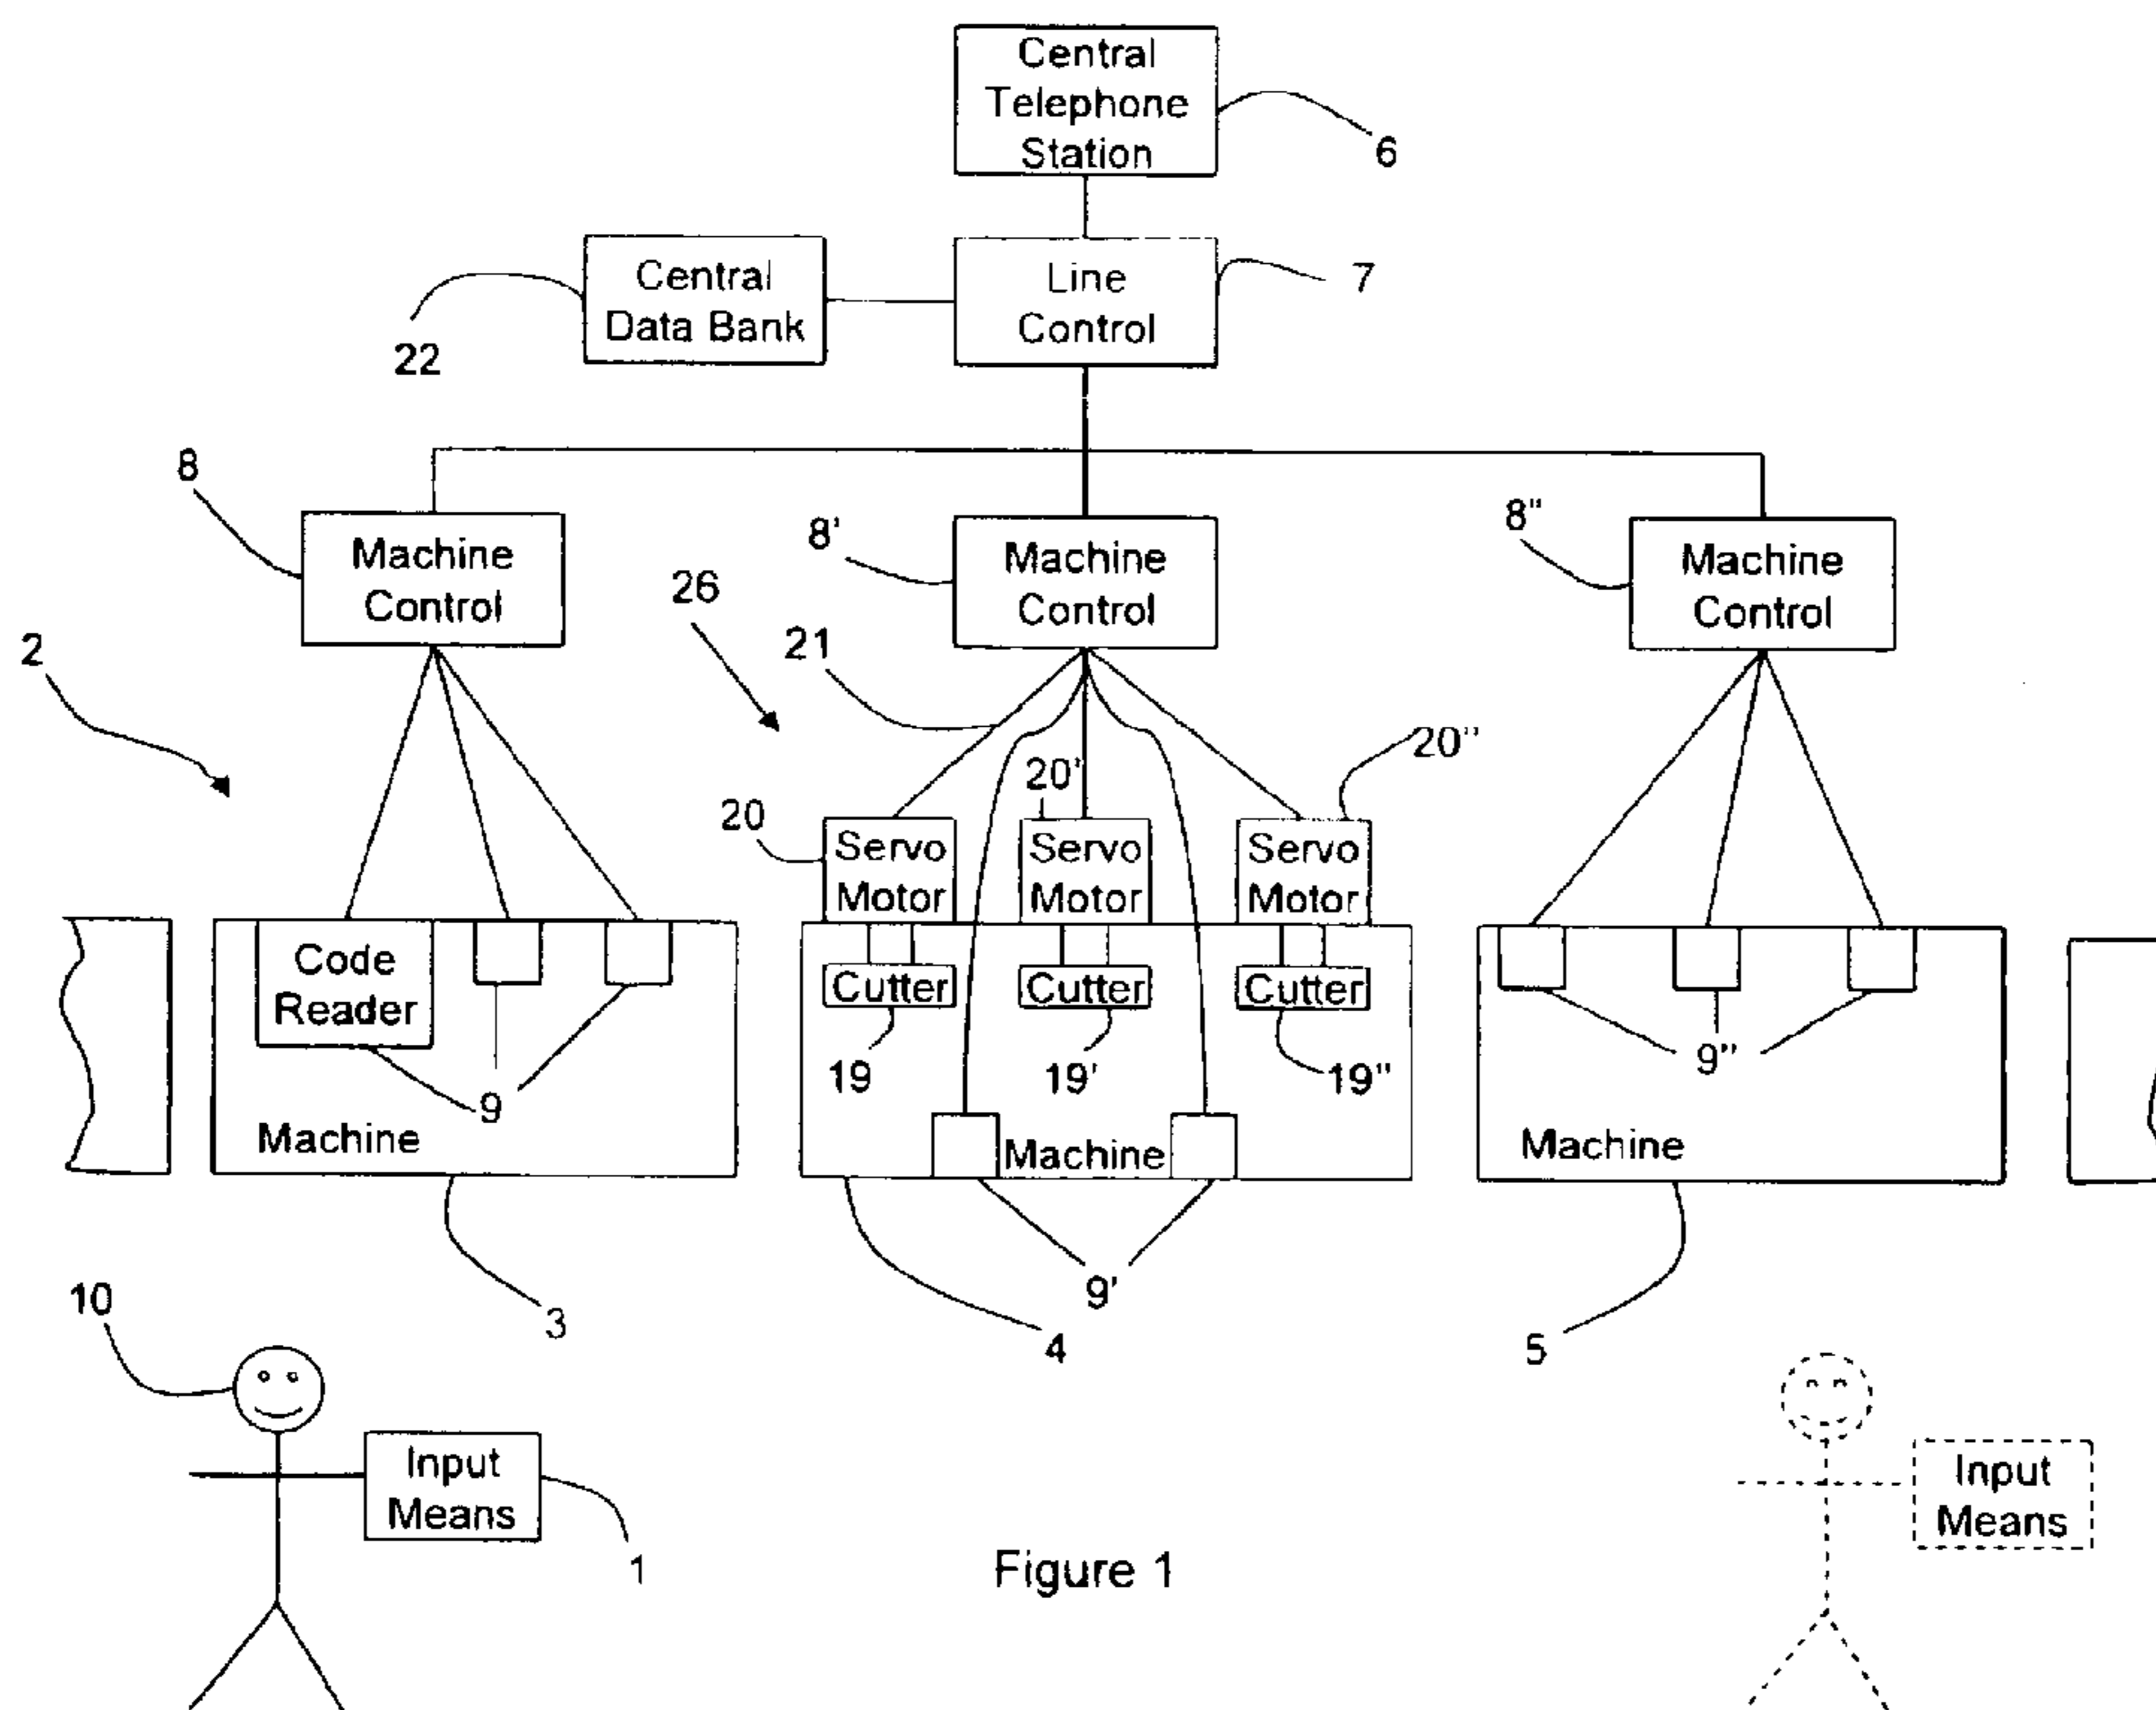 Central
Telephone
Station
6
Central
Data Bank
22
Line
Control
7
8
Machine
Control
8'
Machine
Control
8"
Machine
Control
2
26
21
20
20'
20"
Servo
Motor
Servo
Motor
Servo
Motor
Code
Reader
Cutter
Cutter
Cutter
19
19'
19"
9
9"
Machine
Machine
Machine
9'
3
4
5
10
Input
Means
1
Input
Means
Figure 1